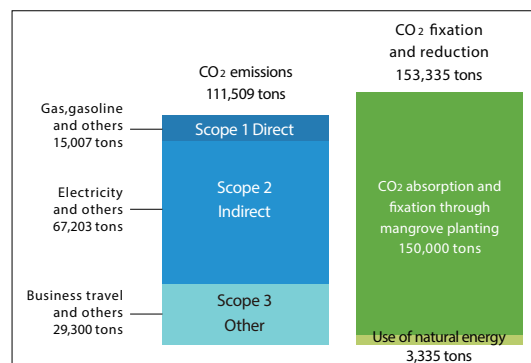 CO2 emissions
111,509 tons
CO2 fixation
and reduction
153,335 tons
Gas,gasoline
and others
15,007 tons
Scope 1 Direct
Electricity
and others
67,203 tons
Scope 2
Indirect
Business travel
and others
29,300 tons
Scope 3
Other
CO2 absorption and
fixation through
mangrove planting
150,000 tons
Use of natural energy
3,335 tons